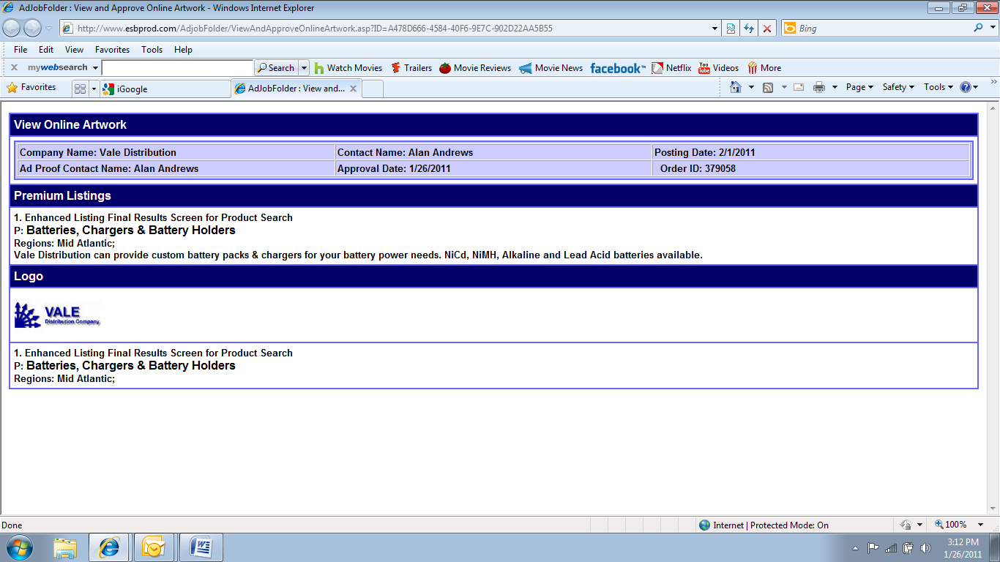 AdJobFolder : View and Approve Online Artwork - Windows Internet Explorer
http://www.esbprod.com/AdjobFolder/ViewAndApproveOnlineArtwork.asp?ID=A478D666-4584-40F6-9E7C-902D22AA5B55
Bing
File Edit View Favorites Tools Help
mywebsearch Search Watch Movies Trailers Movie Reviews Movie News facebook™ Netflix You Tube Videos More
Favorites iGoogle AdJobFolder : View and... Page Safety Tools
View Online Artwork
Company Name: Vale Distribution Contact Name: Alan Andrews Posting Date: 2/1/2011
Ad Proof Contact Name: Alan Andrews Approval Date: 1/26/2011 Order ID: 379058
Premium Listings
1. Enhanced Listing Final Results Screen for Product Search
P: Batteries, Chargers & Battery Holders
Regions: Mid Atlantic;
Vale Distribution can provide custom battery packs & chargers for your battery power needs. NiCd, NiMH, Alkaline and Lead Acid batteries available.
Logo
VALE
Distribution Company
1. Enhanced Listing Final Results Screen for Product Search
P: Batteries, Chargers & Battery Holders
Regions: Mid Atlantic;
Done Internet | Protected Mode: On 100%
3:12 PM
1/26/2011